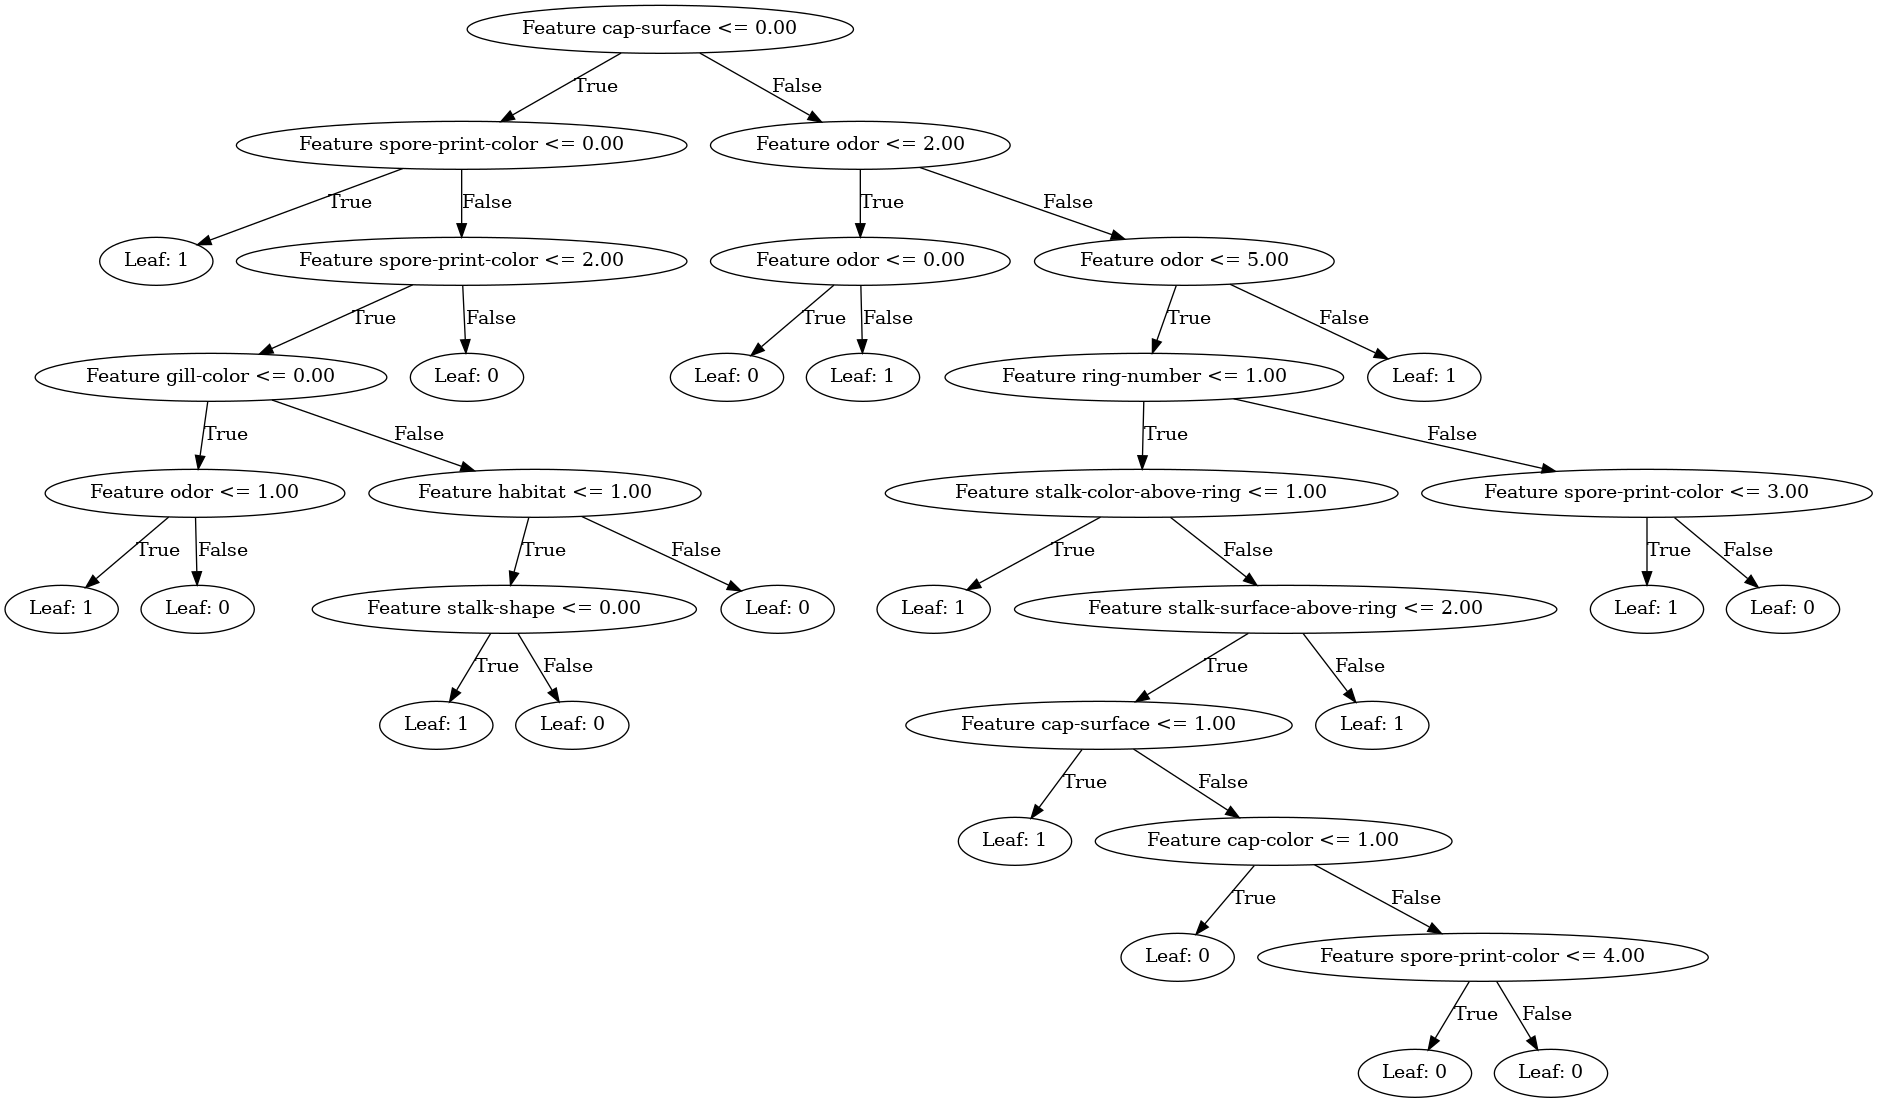 Feature cap-surface <= 0.00
True
False
Feature spore-print-color <= 0.00
Feature odor <= 2.00
True
False
True
False
Leaf: 1
Feature spore-print-color <= 2.00
Feature odor <= 0.00
Feature odor <= 5.00
True
False
True
False
True
False
Feature gill-color <= 0.00
Leaf: 0
Leaf: 0
Leaf: 1
Feature ring-number <= 1.00
Leaf: 1
True
False
True
False
Feature odor <= 1.00
Feature habitat <= 1.00
Feature stalk-color-above-ring <= 1.00
Feature spore-print-color <= 3.00
True
False
True
False
True
False
True
False
Leaf: 1
Leaf: 0
Feature stalk-shape <= 0.00
Leaf: 0
Leaf: 1
Feature stalk-surface-above-ring <= 2.00
Leaf: 1
Leaf: 0
True
False
True
False
Leaf: 1
Leaf: 0
Feature cap-surface <= 1.00
Leaf: 1
True
False
Leaf: 1
Feature cap-color <= 1.00
True
False
Leaf: 0
Feature spore-print-color <= 4.00
True
False
Leaf: 0
Leaf: 0